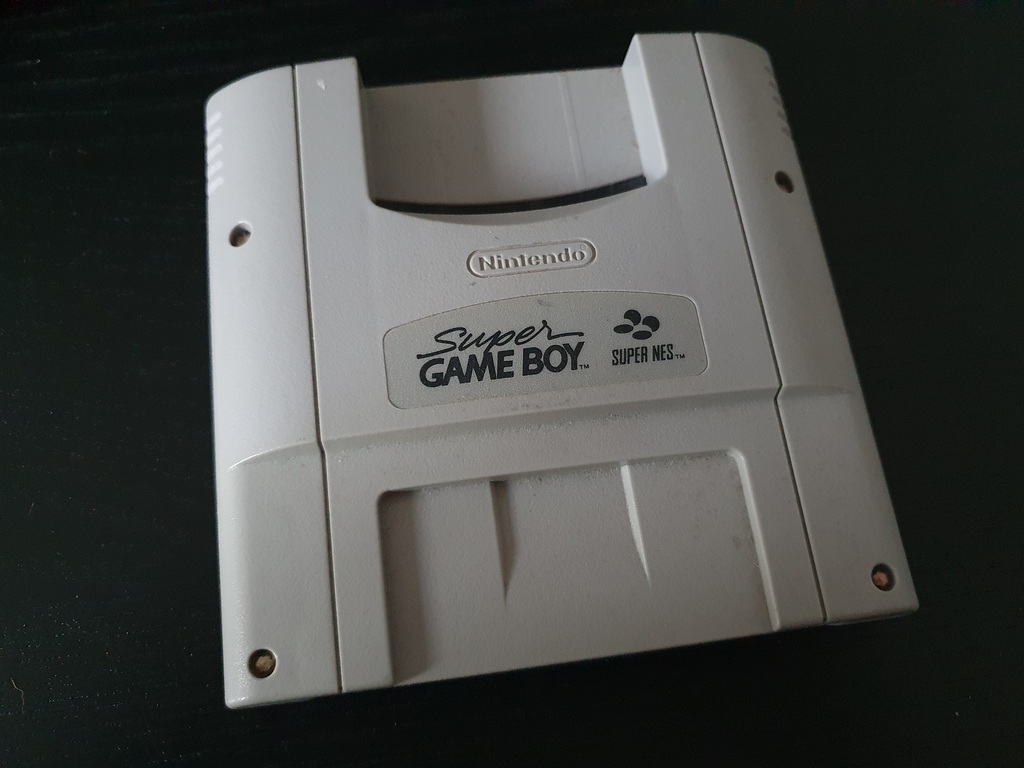 Nintendo®
Super
GAME BOY™
SUPER NES™